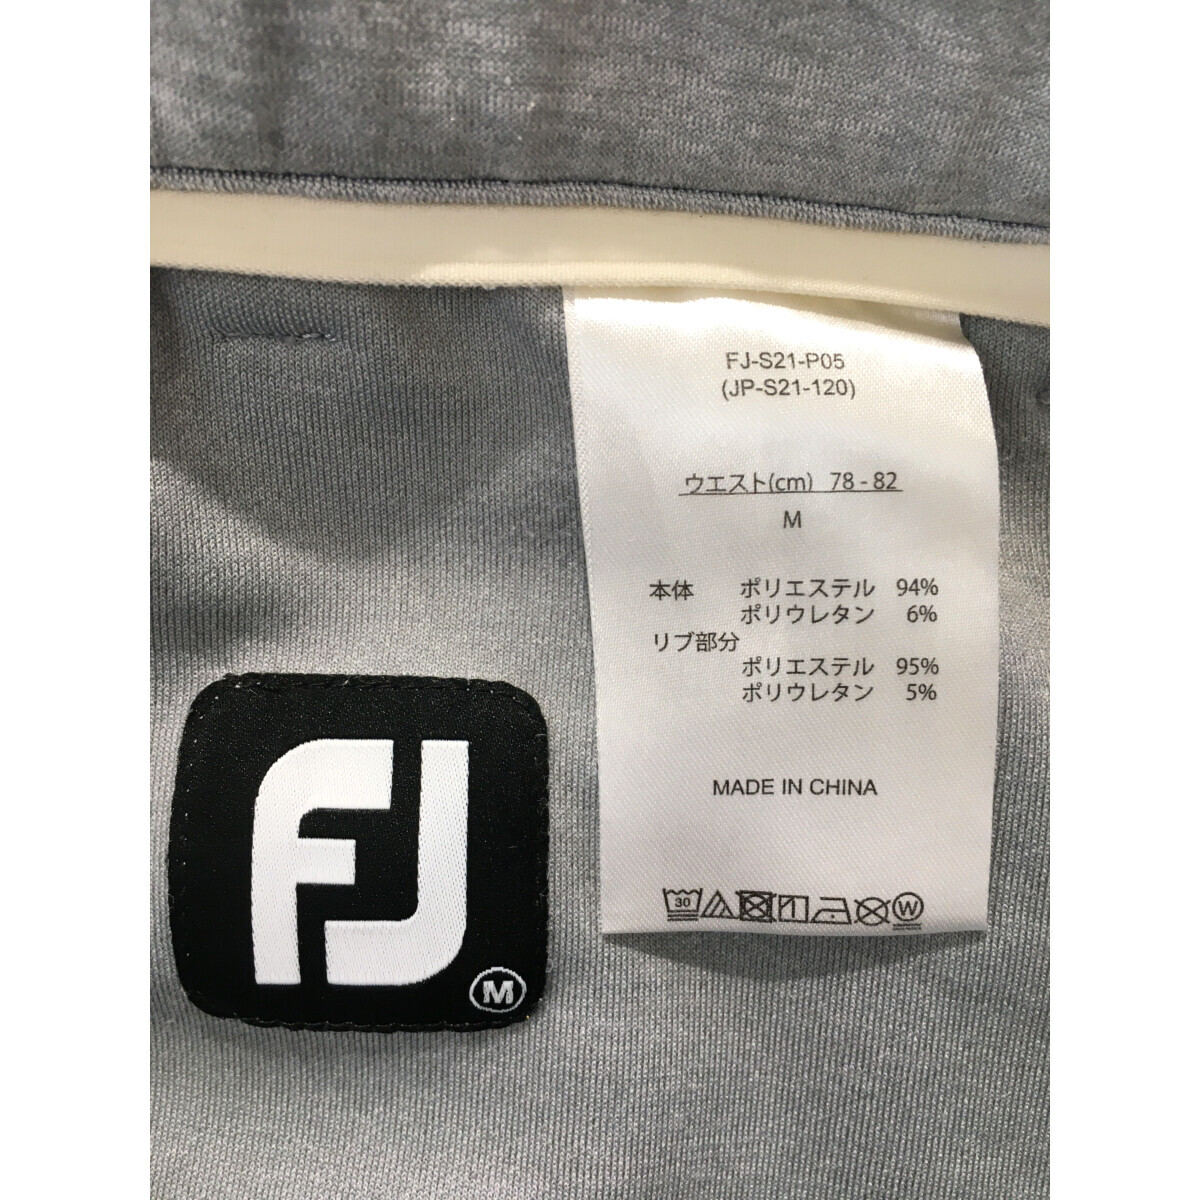 FJ-S21-P05
(JP-S21-120)
ウエスト(cm) 78 - 82
M
本体 ポリエステル 94%
ポリウレタン 6%
リブ部分
ポリエステル 95%
ポリウレタン 5%
MADE IN CHINA
30 W
FJ
M